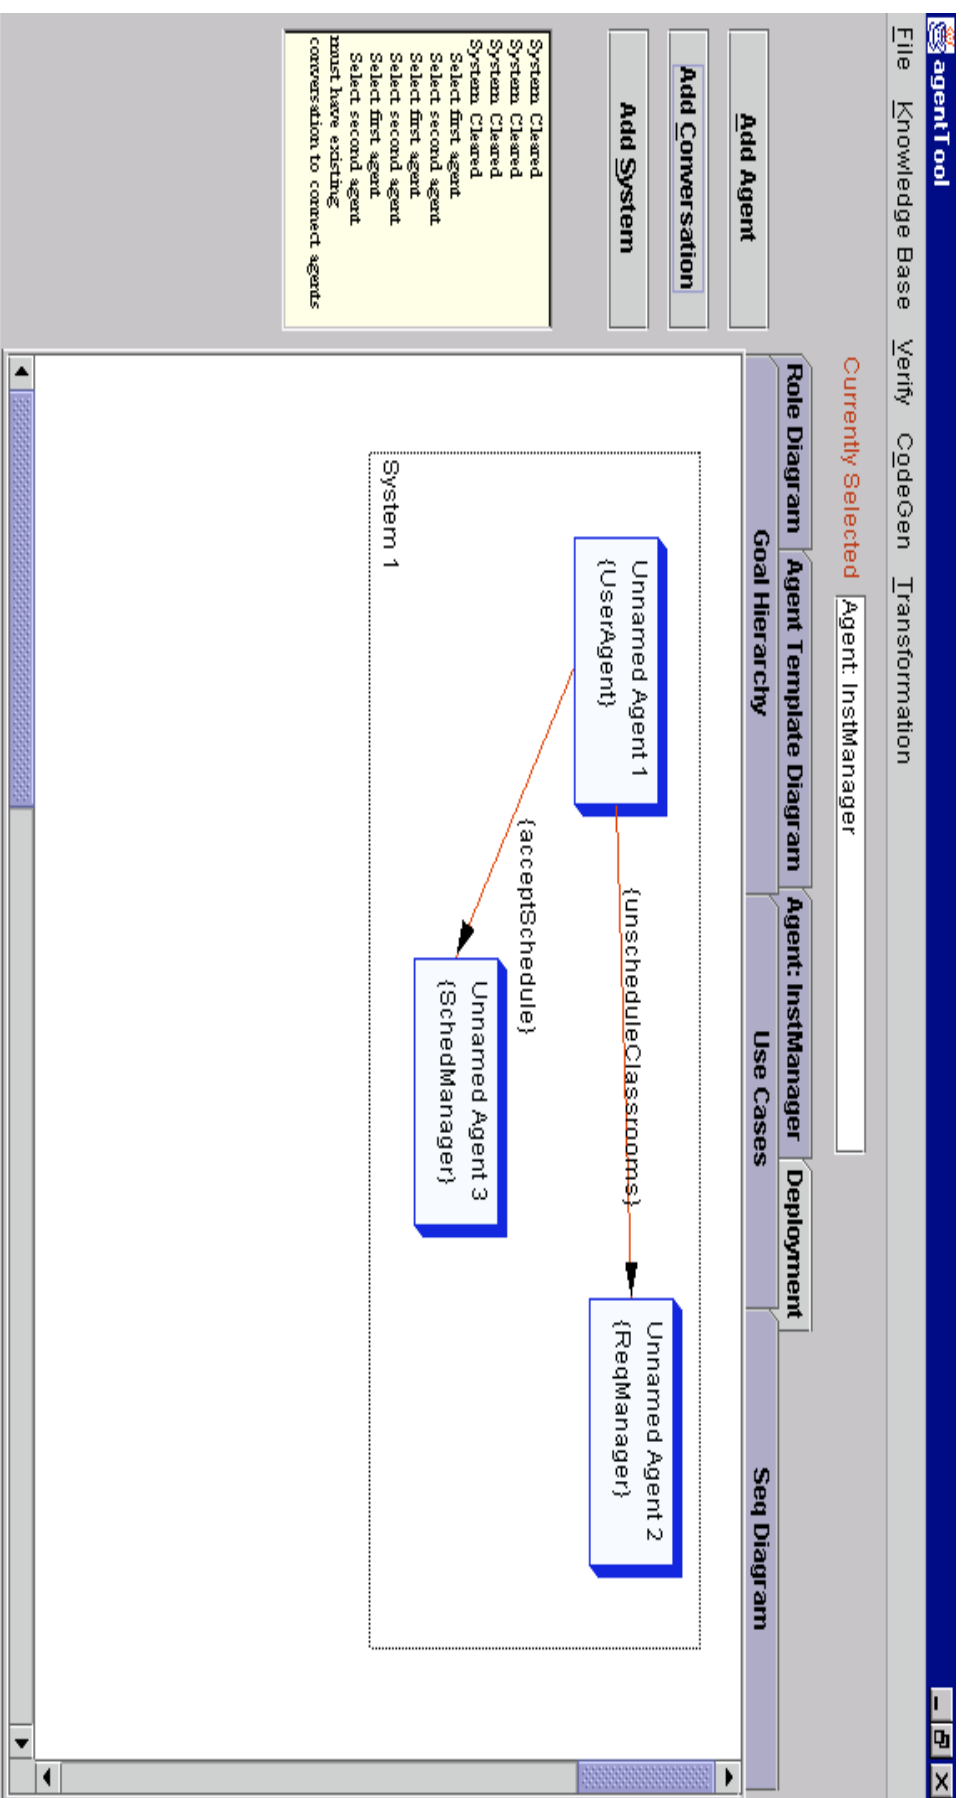 agentTool
File Knowledge Base Verify CodeGen Transformation
Currently Selected Agent: InstManager
Role Diagram Agent Template Diagram Agent: InstManager Deployment
Goal Hierarchy Use Cases Seq Diagram
Add Agent
Add Conversation
Add System
System Cleared
System Cleared
System Cleared
System Cleared
Select first agent
Select second agent
Select first agent
Select second agent
Select first agent
Select second agent
must have existing
conversation to connect agents
Unnamed Agent 1
{UserAgent}
{unscheduleClassrooms}
Unnamed Agent 2
{ReqManager}
{acceptSchedule}
Unnamed Agent 3
{SchedManager}
System 1